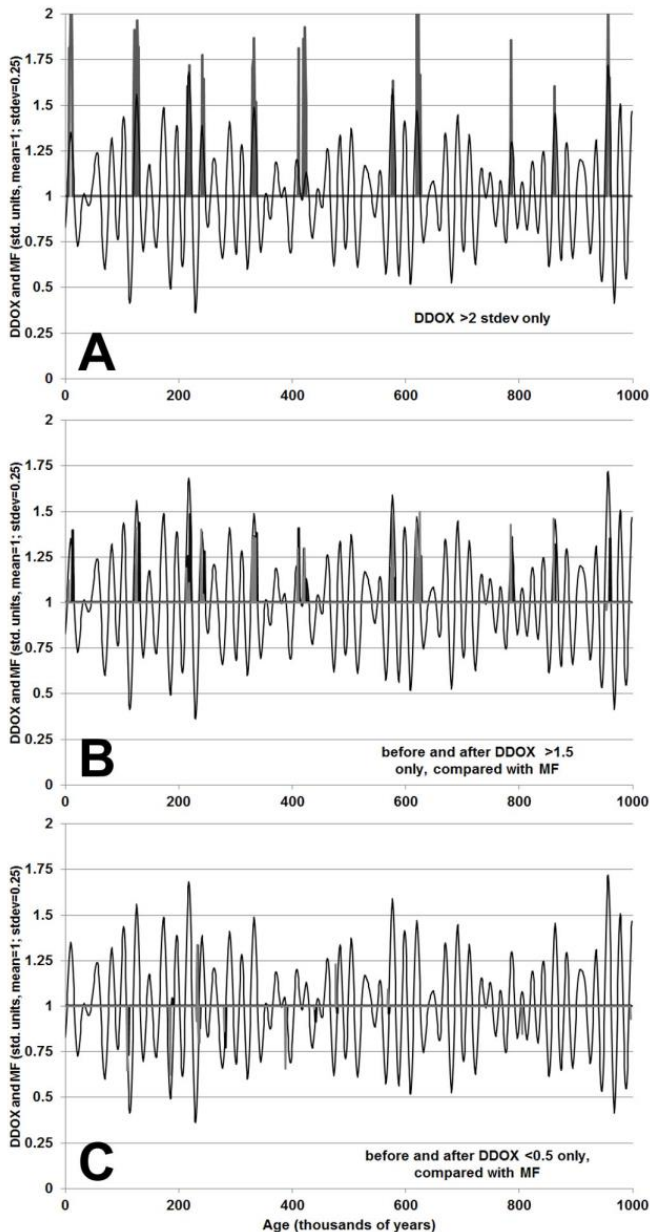 DDOX and MF (std. units, mean=1; stdev=0.25)
2
1.75
1.5
1.25
1
0.75
0.5
0.25
0
A
DDOX >2 stdev only
0 200 400 600 800 1000
DDOX and MF (std. units, mean=1; stdev=0.25)
2
1.75
1.5
1.25
1
0.75
0.5
0.25
0
B
before and after DDOX >1.5
only, compared with MF
0 200 400 600 800 1000
DDOX and MF (std. units, mean=1; stdev=0.25)
2
1.75
1.5
1.25
1
0.75
0.5
0.25
0
C
before and after DDOX <0.5 only,
compared with MF
0 200 400 600 800 1000
Age (thousands of years)